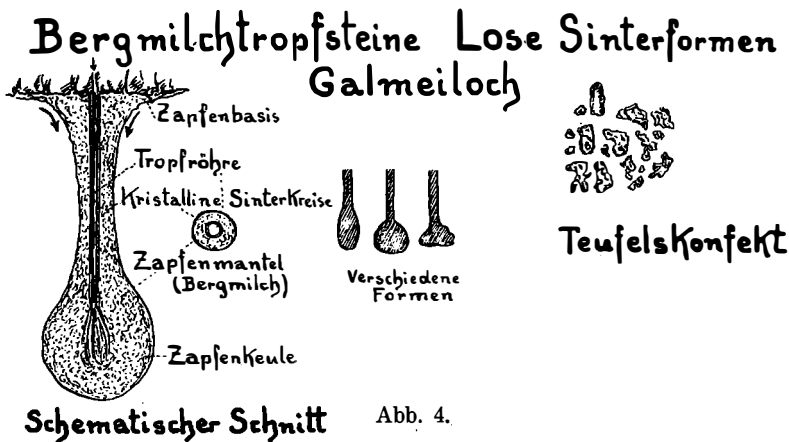 Bergmilchtropfsteine Lose Sinterformen
Galmeiloch
Zapfenbasis
Tropfröhre
Kristalline Sinterkreise
Zapfenmantel
(Bergmilch)
Zapfenkeule
Schematischer Schnitt
Verschiedene
Formen
Teufelskonfekt
Abb. 4.